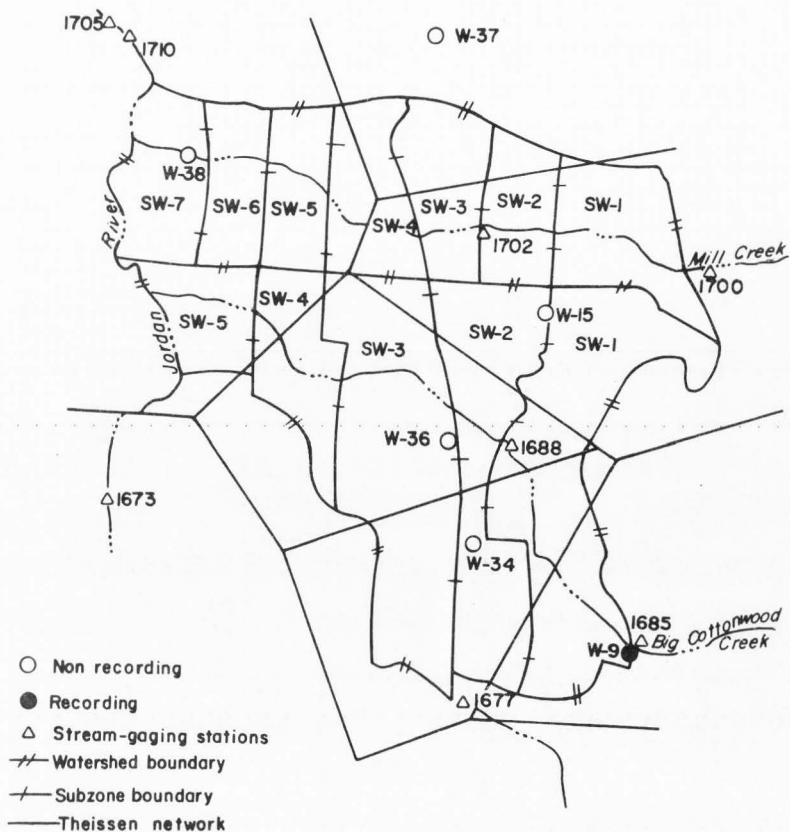 1705
1710
W-37
W-38
SW-7
SW-6
SW-5
SW-4
SW-3
SW-2
SW-1
1702
River
Mill Creek
1700
Jordan
SW-5
SW-4
SW-3
SW-2
W-15
SW-1
W-36
1688
1673
W-34
1685
Big Cottonwood
Creek
W-9
1677
Non recording
Recording
Stream-gaging stations
Watershed boundary
Subzone boundary
Theissen network